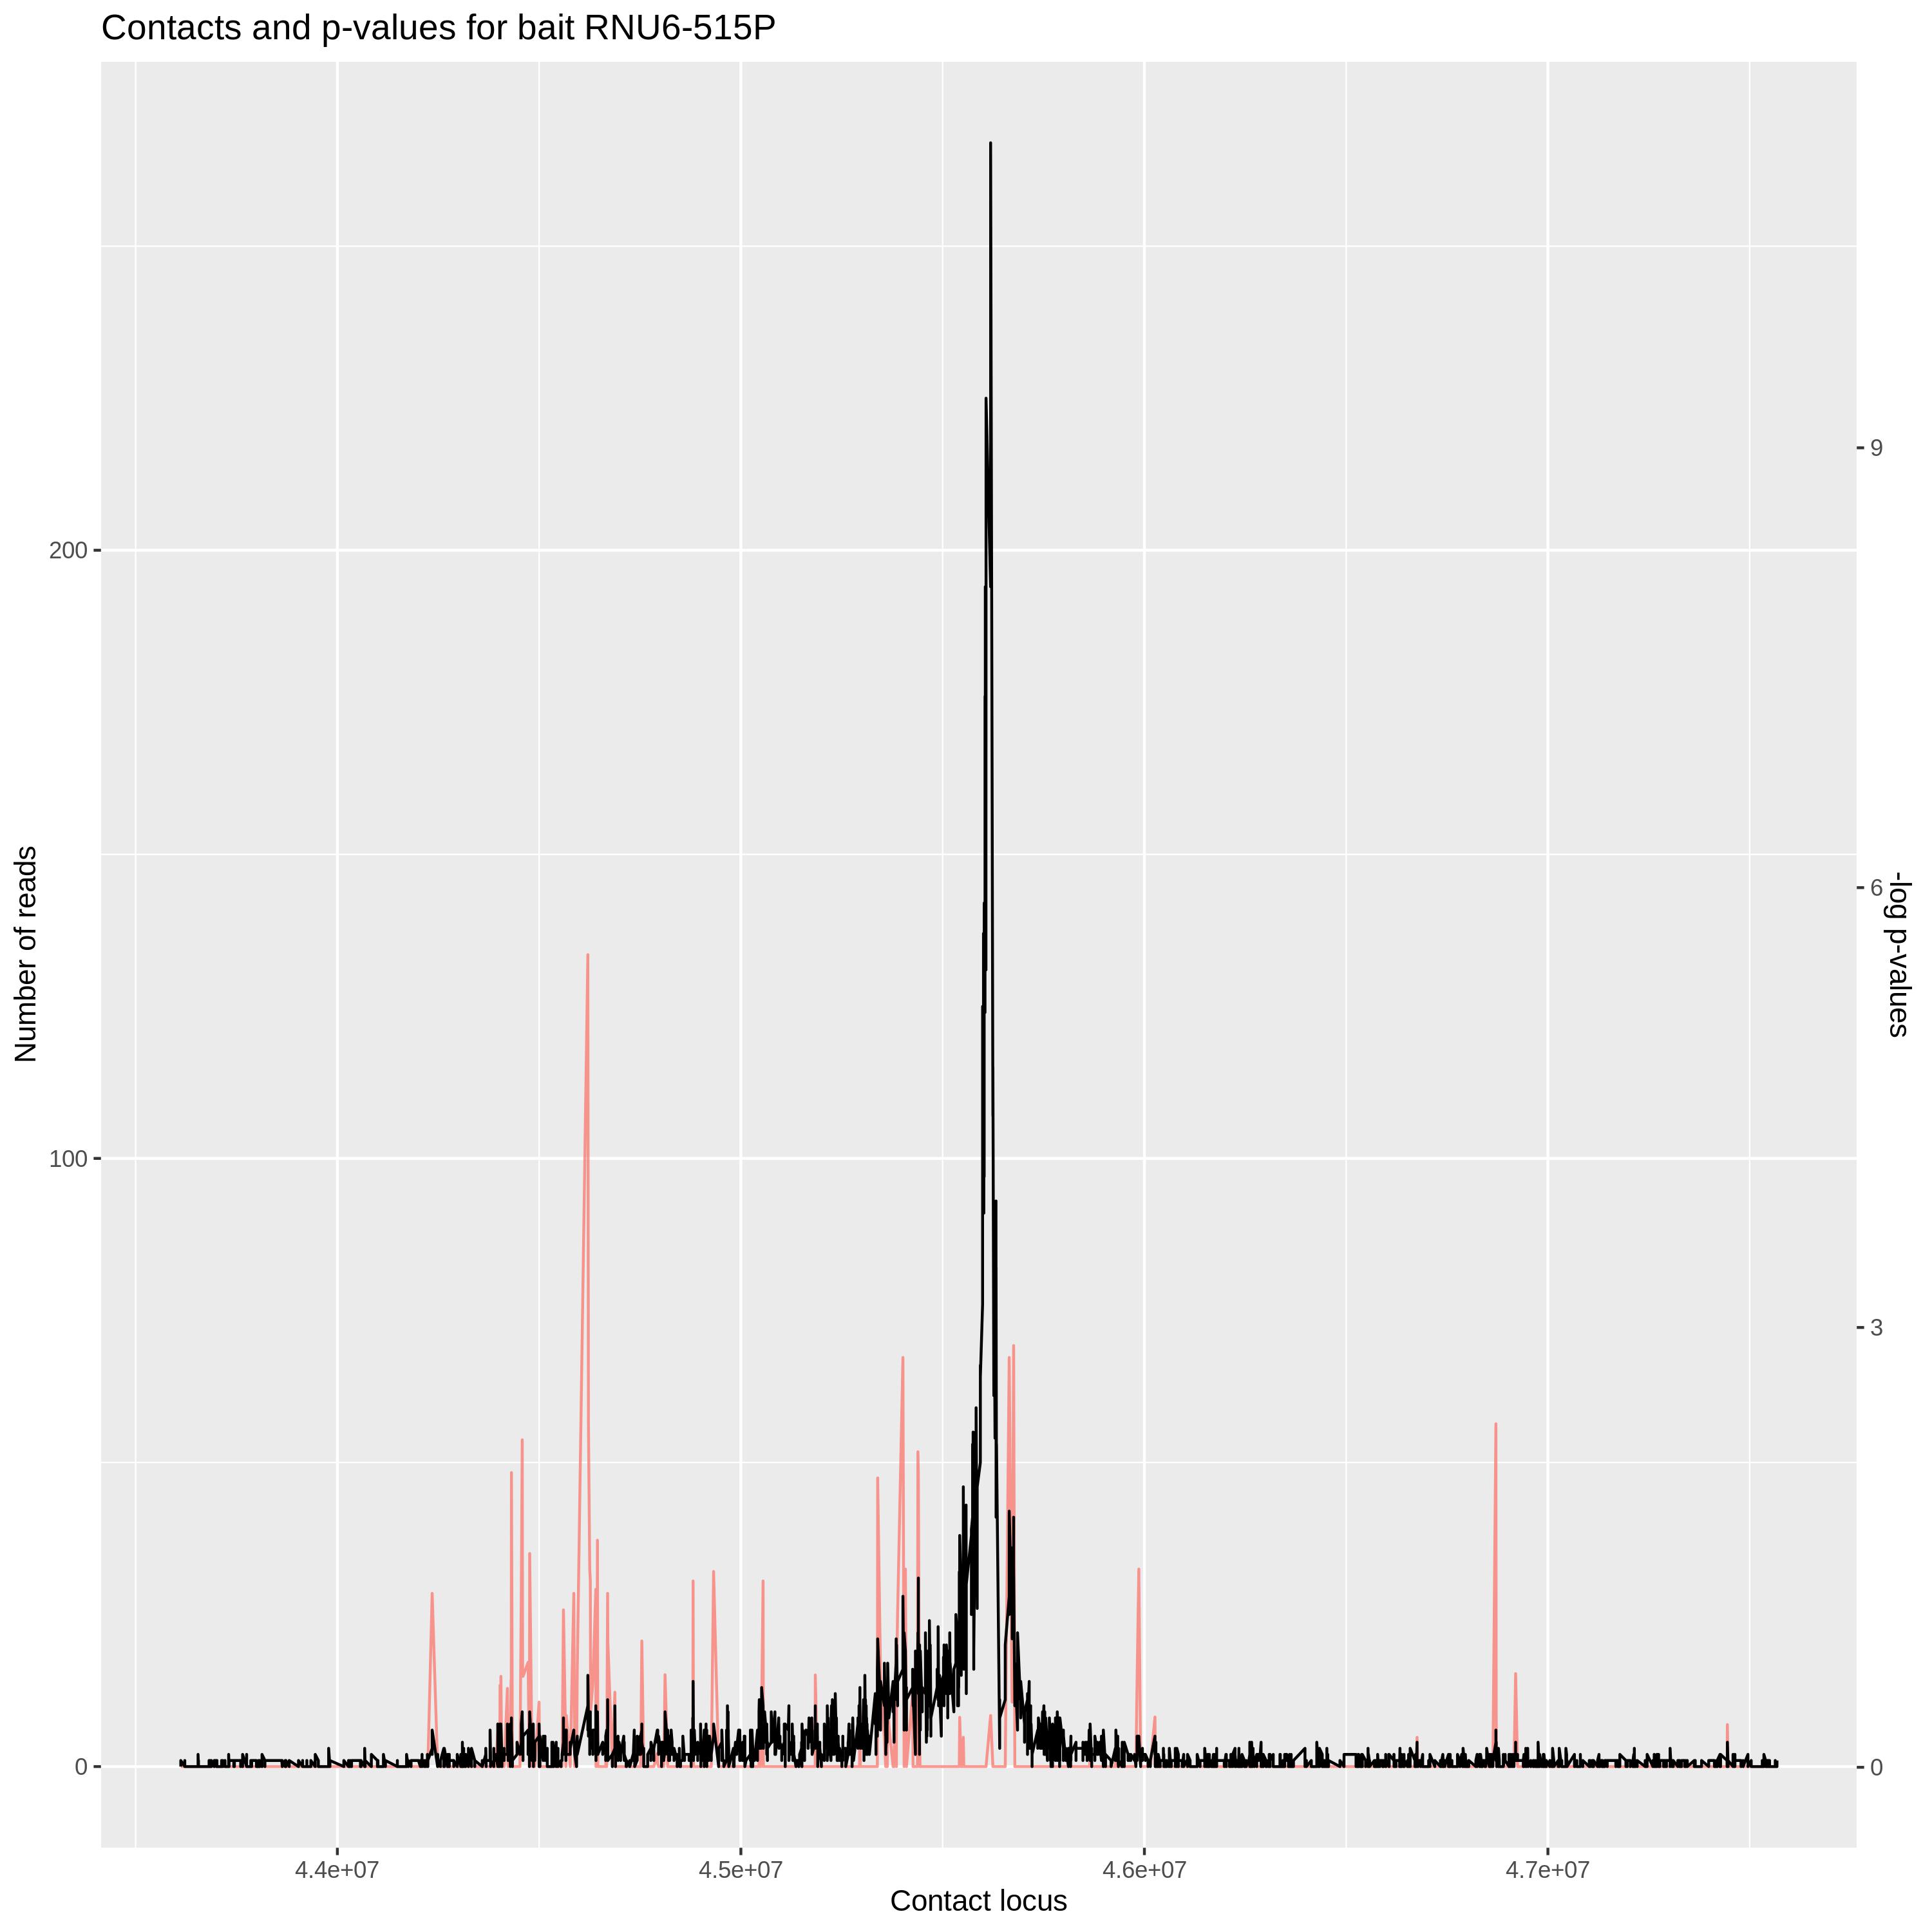 Contacts and p-values for bait RNU6-515P
Number of reads
200
100
0
9
6
3
0
-log p-values
4.4e+07
4.5e+07
4.6e+07
4.7e+07
Contact locus